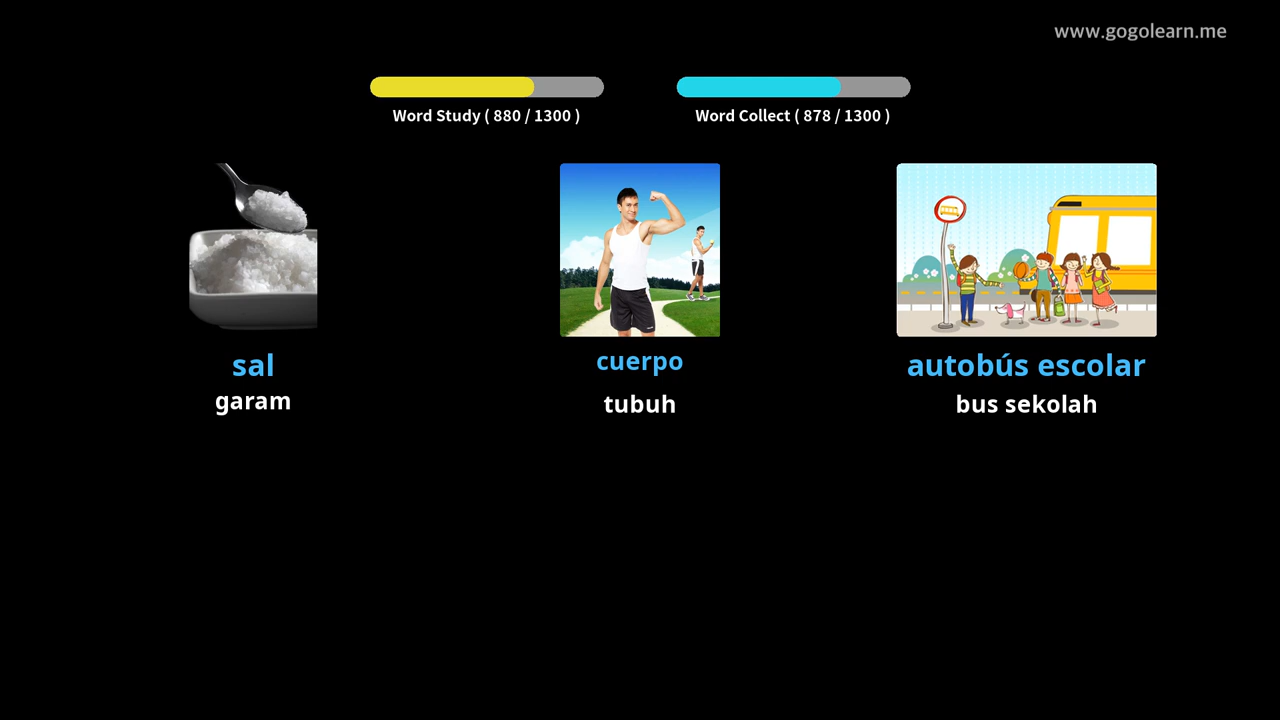 www.gogolearn.me
Word Study ( 880 / 1300 )
Word Collect ( 878 / 1300 )
sal
garam
cuerpo
tubuh
autobús escolar
bus sekolah